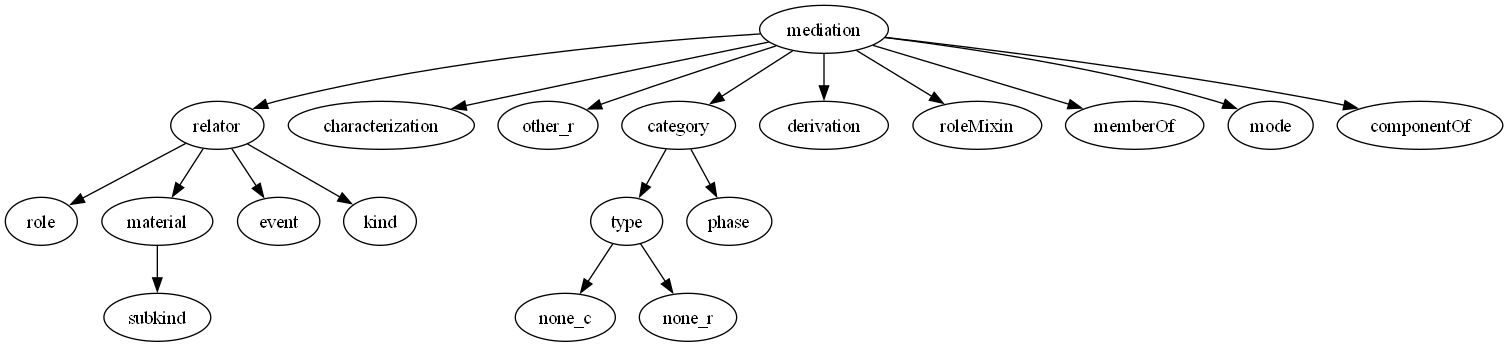 mediation
relator
characterization
other_r
category
derivation
roleMixin
memberOf
mode
componentOf
role
material
event
kind
type
phase
subkind
none_c
none_r